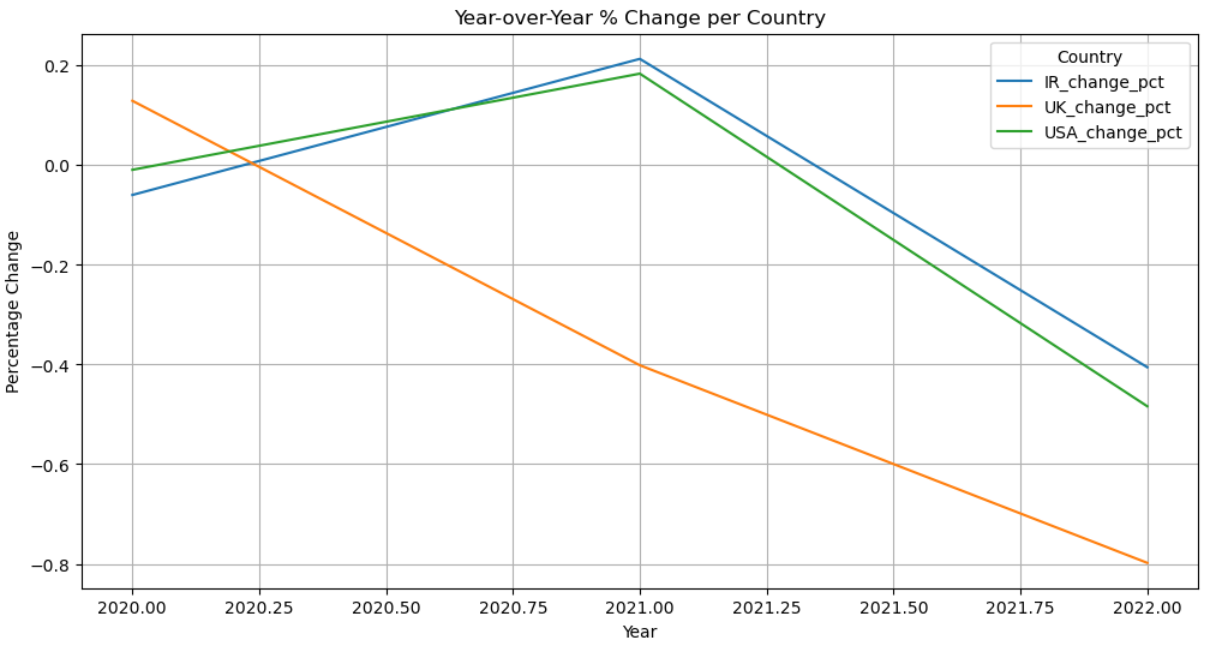 Year-over-Year % Change per Country
Country
IR_change_pct
UK_change_pct
USA_change_pct
Percentage Change
0.2
0.0
−0.2
−0.4
−0.6
−0.8
2020.00 2020.25 2020.50 2020.75 2021.00 2021.25 2021.50 2021.75 2022.00
Year